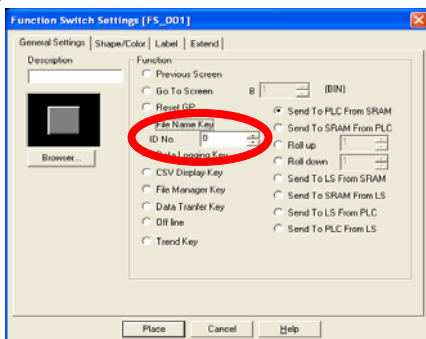 Function Switch Settings [FS_001]
General Settings Shape/Color Label Extend
Description
Browser...
Function
Previous Screen
Go To Screen B 1 (BIN)
Reset GP
File Name Key
ID No. 0
Data Logging Key
CSV Display Key
File Manager Key
Data Tranfer Key
Off line
Trend Key
Send To PLC From SRAM
Send To SRAM From PLC
Roll up 1
Roll down 1
Send To LS From SRAM
Send To SRAM From LS
Send To LS From PLC
Send To PLC From LS
Place Cancel Help